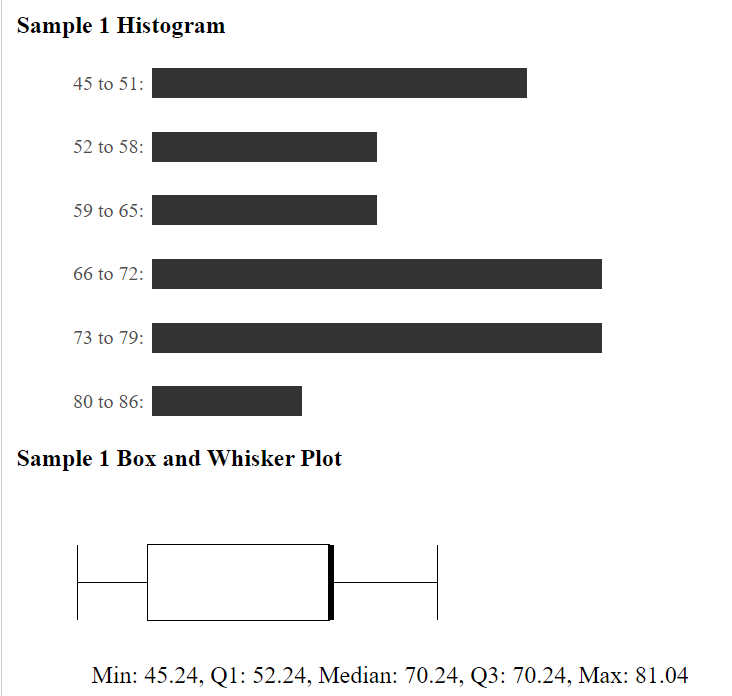 Sample 1 Histogram
45 to 51:
52 to 58:
59 to 65:
66 to 72:
73 to 79:
80 to 86:
Sample 1 Box and Whisker Plot
Min: 45.24, Q1: 52.24, Median: 70.24, Q3: 70.24, Max: 81.04